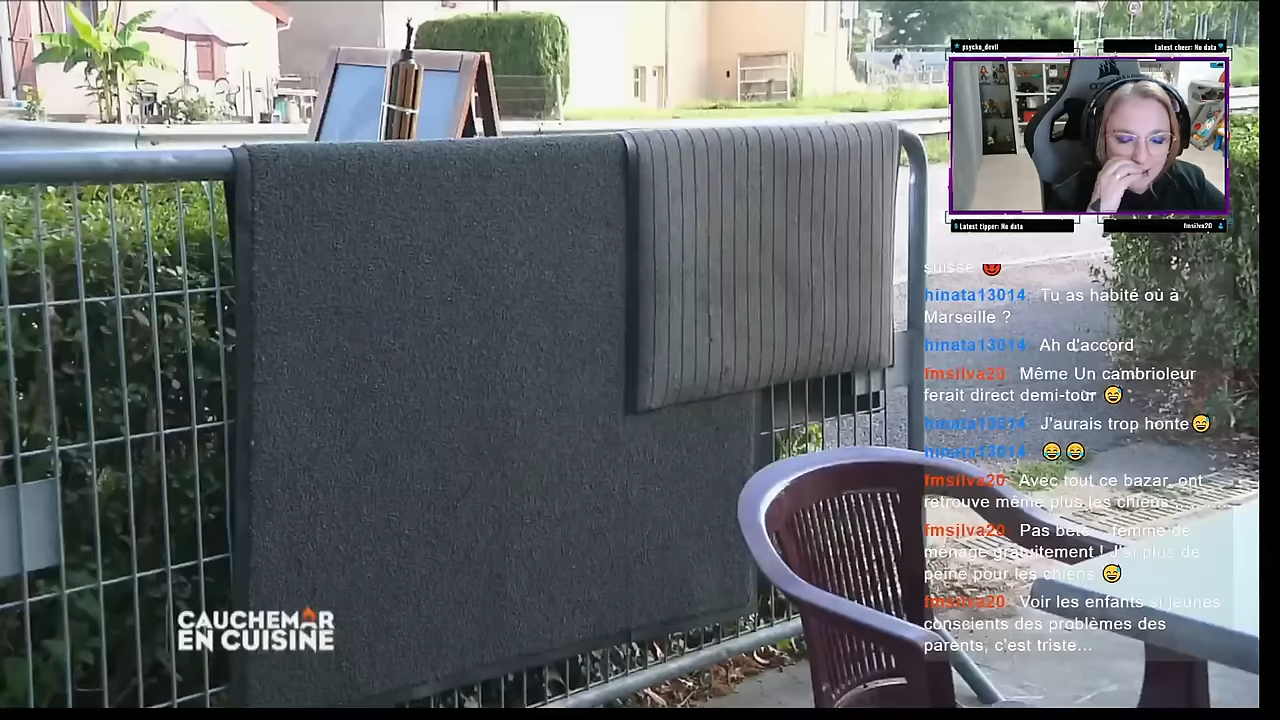 psycko_devil
Latest cheer: No data
Latest tipper: No data
fmsilva20
suisse 😈
hinata13014: Tu as habité où à
Marseille ?
hinata13014: Ah d'accord
fmsilva20: Même Un cambrioleur
ferait direct demi-tour 😅
hinata13014: J'aurais trop honte😅
hinata13014: 😂 😂
fmsilva20: Avec tout ce bazar, ont
retrouve même plus les chiens...
fmsilva20: Pas bête... femme de
ménage gratuitement ! J'ai plus de
peine pour les chiens 😅
fmsilva20: Voir les enfants si jeunes
conscients des problèmes des
parents, c'est triste...
CAUCHEMAR
EN CUISINE